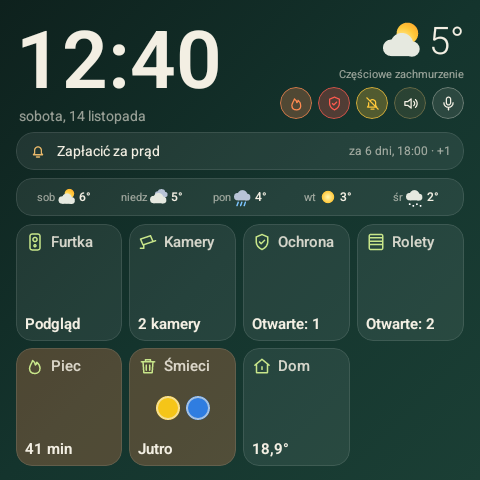 12:40
5°
Częściowe zachmurzenie
sobota, 14 listopada
Zapłacić za prąd
za 6 dni, 18:00 · +1
sob 6° niedz 5° pon 4° wt 3° śr 2°
Furtka Kamery Ochrona Rolety
Podgląd 2 kamery Otwarte: 1 Otwarte: 2
Piec Śmieci Dom
41 min Jutro 18,9°